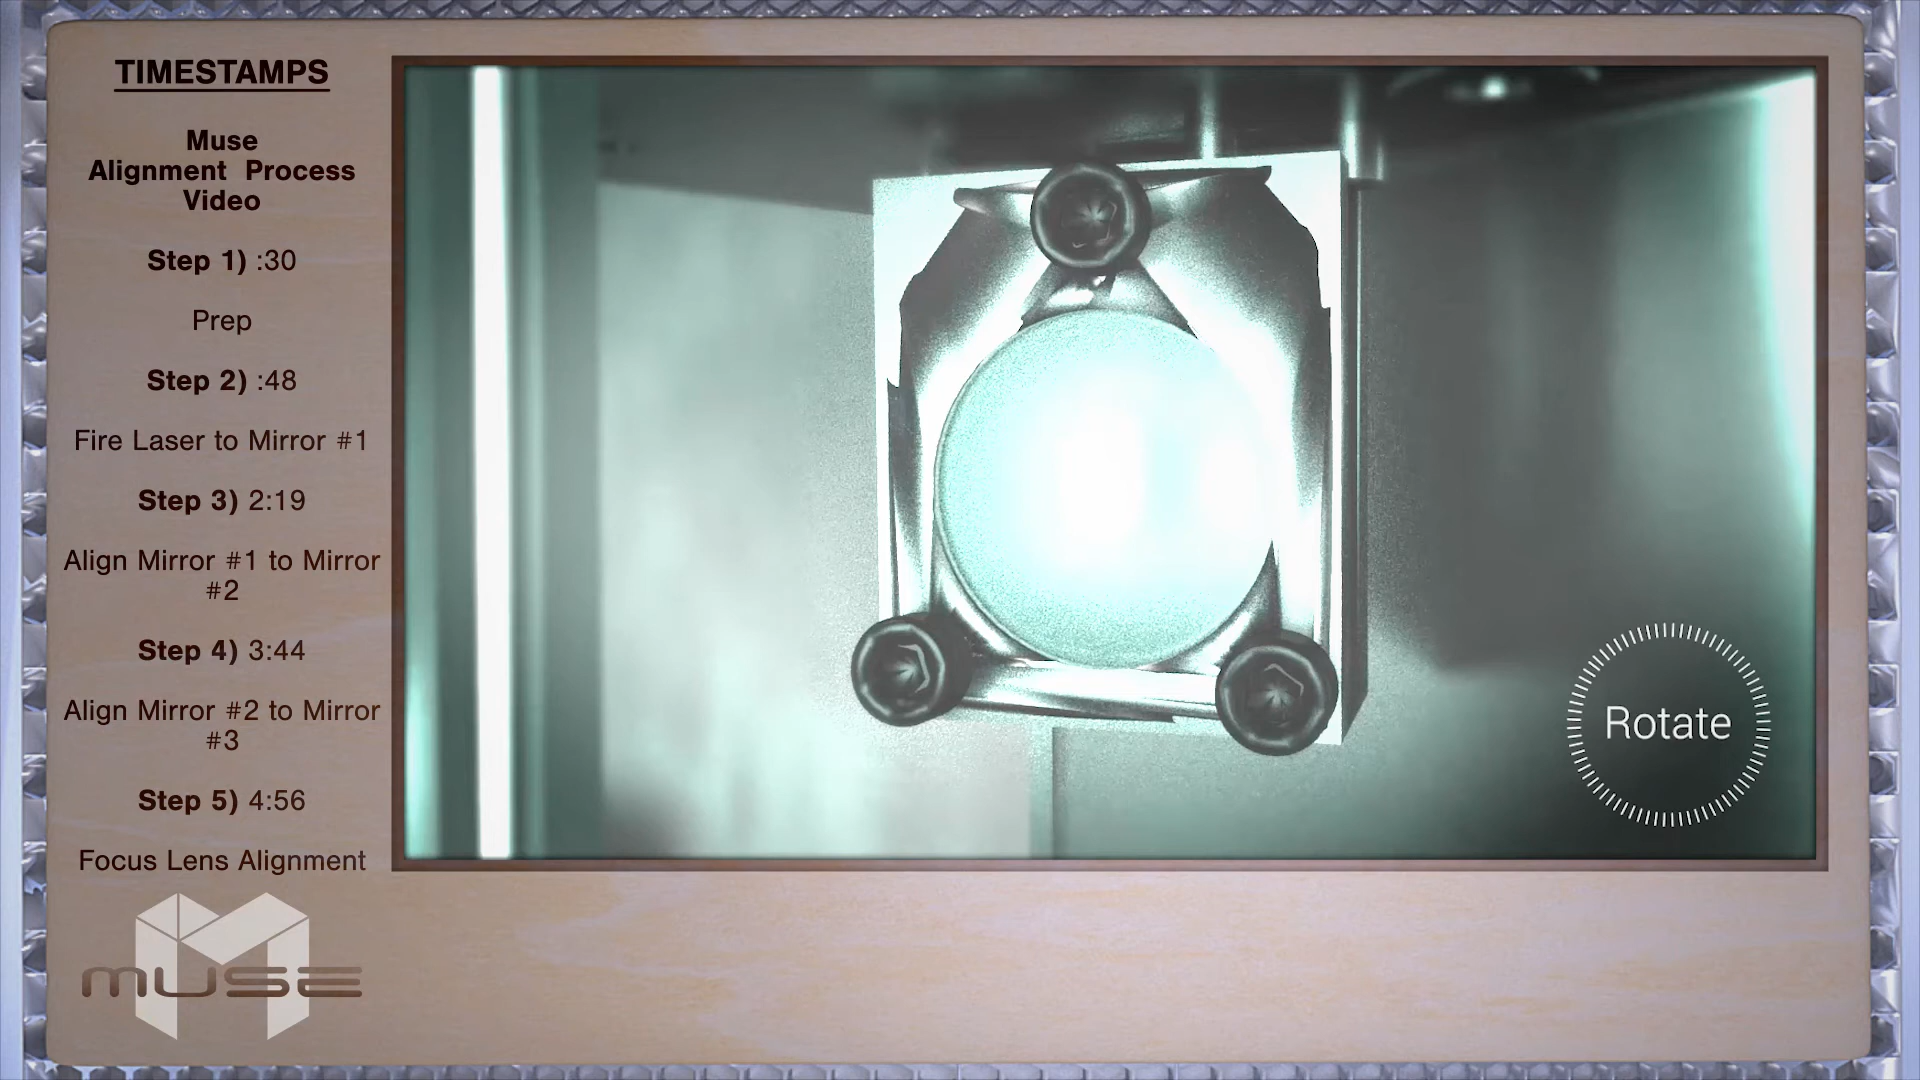 TIMESTAMPS
Muse
Alignment Process
Video
Step 1) :30
Prep
Step 2) :48
Fire Laser to Mirror #1
Step 3) 2:19
Align Mirror #1 to Mirror
#2
Step 4) 3:44
Align Mirror #2 to Mirror
#3
Step 5) 4:56
Focus Lens Alignment
MUSE
Rotate